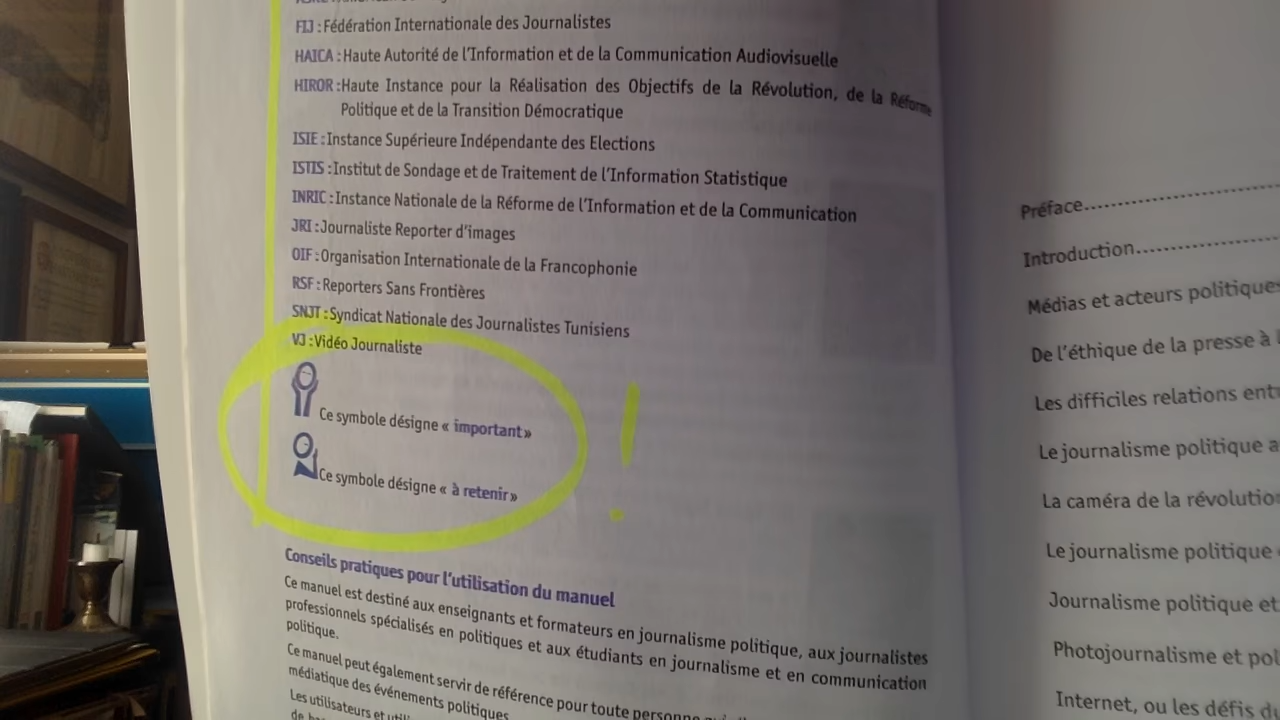 FIJ : Fédération Internationale des Journalistes
HAICA : Haute Autorité de l'Information et de la Communication Audiovisuelle
HIROR : Haute Instance pour la Réalisation des Objectifs de la Révolution, de la Réforme
Politique et de la Transition Démocratique
ISIE : Instance Supérieure Indépendante des Elections
ISTIS : Institut de Sondage et de Traitement de l'Information Statistique
INRIC : Instance Nationale de la Réforme de l'Information et de la Communication
JRI : Journaliste Reporter d'images
OIF : Organisation Internationale de la Francophonie
RSF : Reporters Sans Frontières
SNJT : Syndicat Nationale des Journalistes Tunisiens
VJ : Vidéo Journaliste
Ce symbole désigne « important »
Ce symbole désigne « à retenir »
!
Conseils pratiques pour l'utilisation du manuel
Ce manuel est destiné aux enseignants et formateurs en journalisme politique, aux journalistes
professionnels spécialisés en politiques et aux étudiants en journalisme et en communication
politique.
Ce manuel peut également servir de référence pour toute personne
médiatique des événements politiques
Les utilisateurs et
Préface
Introduction
Médias et acteurs politiques
De l'éthique de la presse à
Les difficiles relations
Le journalisme politique
La caméra de la
Le journalisme politique
Journalisme politique et
Photojournalisme et
Internet, ou les défis